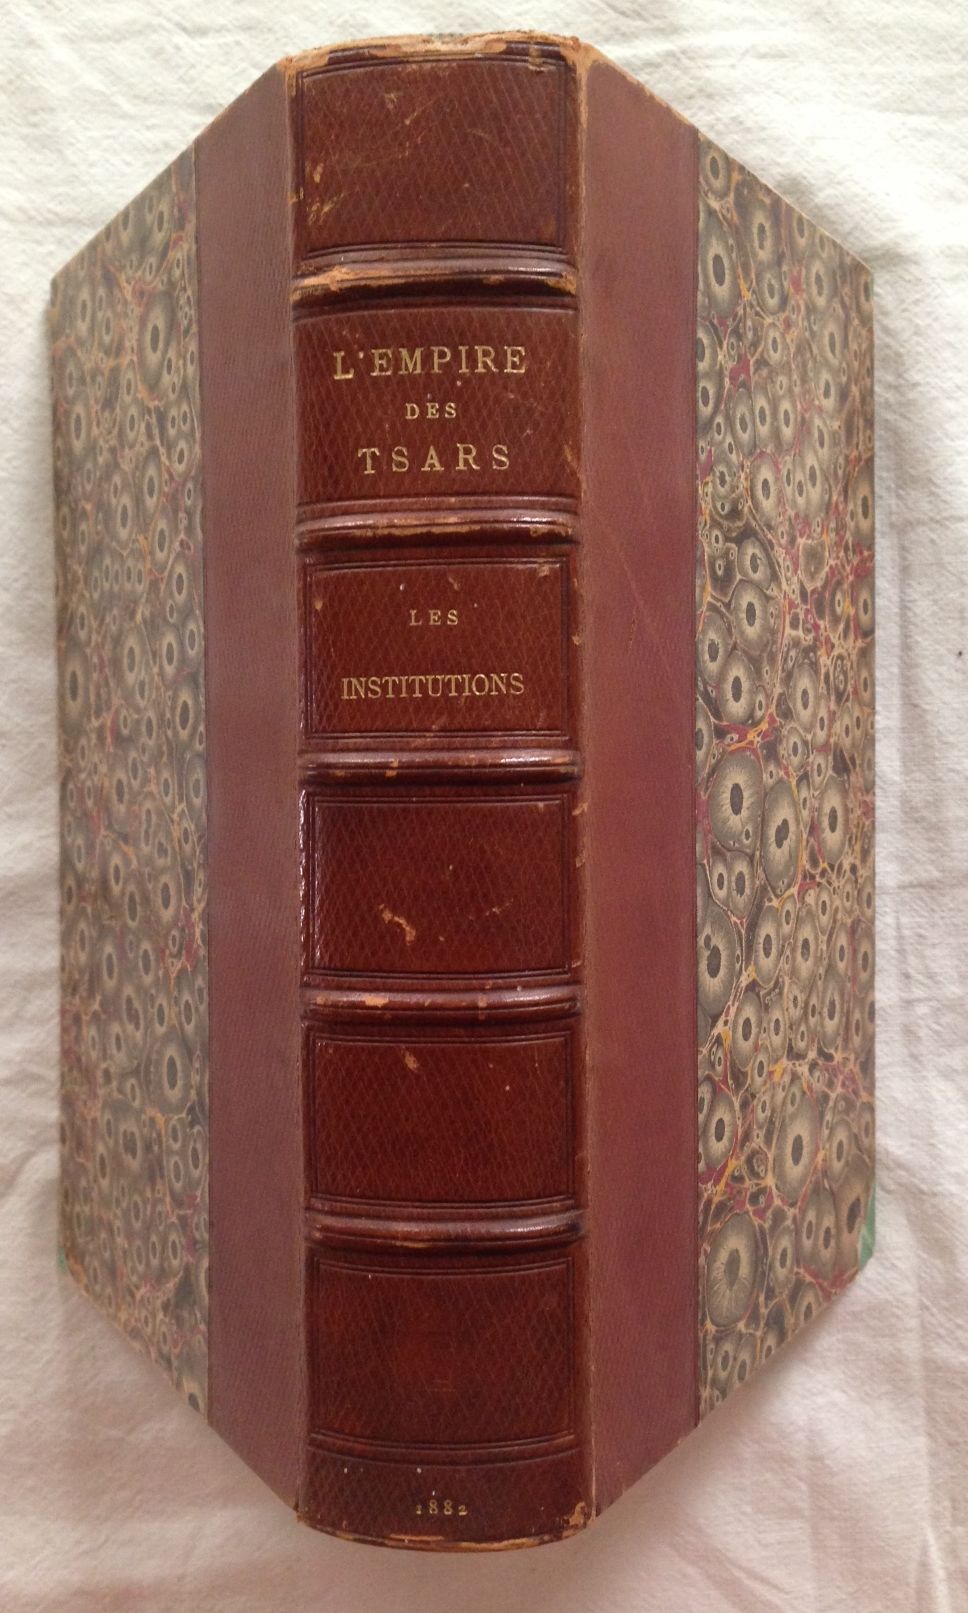 L'EMPIRE
DES
TSARS
LES
INSTITUTIONS
1882